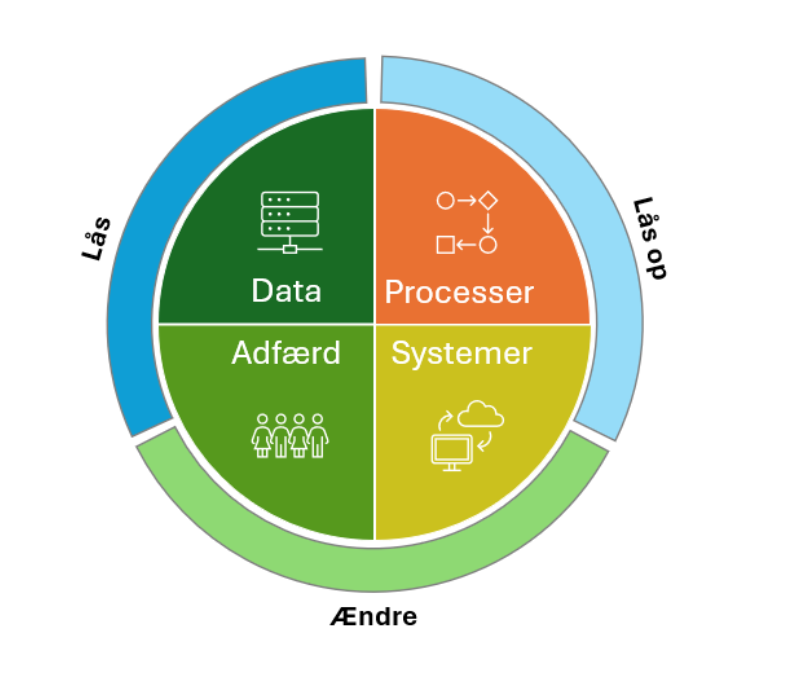 Lås
Lås op
Data
Processer
Adfærd
Systemer
Ændre